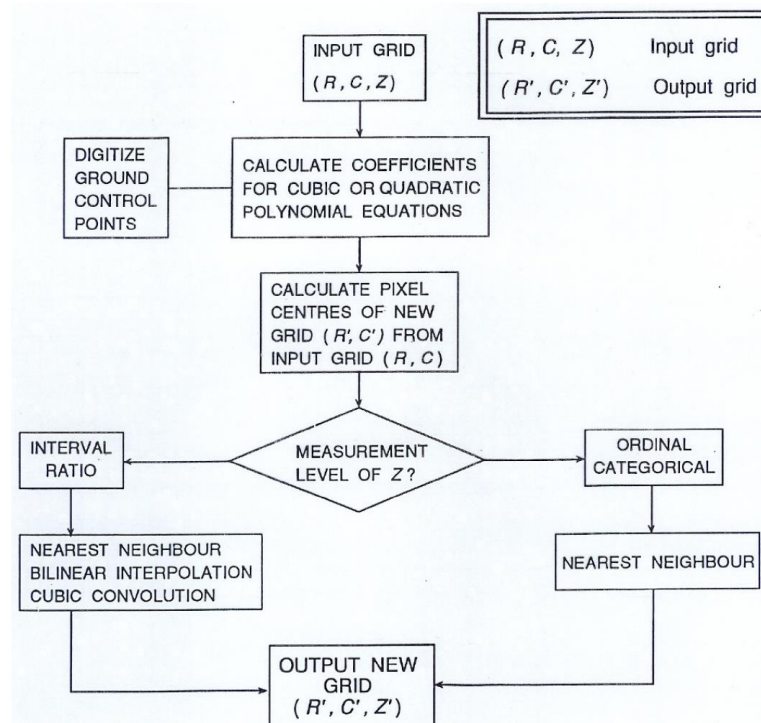 INPUT GRID
(R, C, Z)
(R, C, Z) Input grid
(R', C', Z') Output grid
DIGITIZE
GROUND
CONTROL
POINTS
CALCULATE COEFFICIENTS
FOR CUBIC OR QUADRATIC
POLYNOMIAL EQUATIONS
CALCULATE PIXEL
CENTRES OF NEW
GRID (R', C') FROM
INPUT GRID (R, C)
MEASUREMENT
LEVEL OF Z?
INTERVAL
RATIO
ORDINAL
CATEGORICAL
NEAREST NEIGHBOUR
BILINEAR INTERPOLATION
CUBIC CONVOLUTION
NEAREST NEIGHBOUR
OUTPUT NEW
GRID
(R', C', Z')